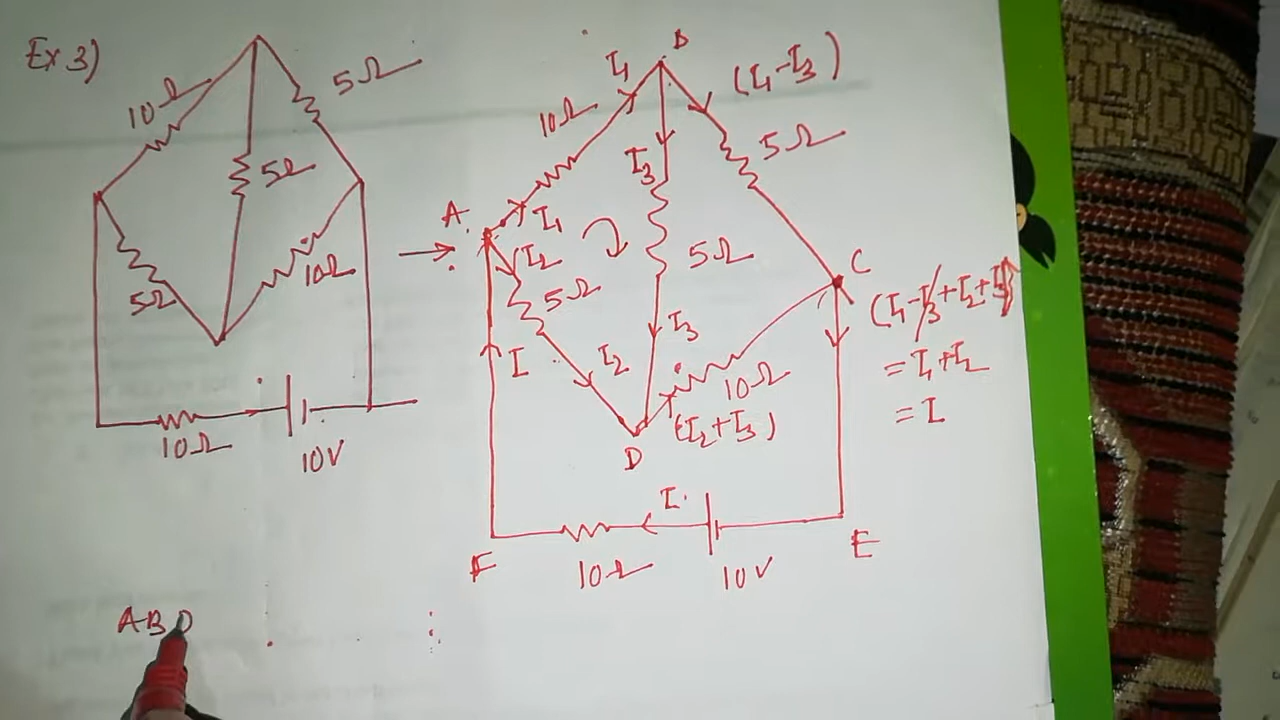 Ex 3)
10Ω
5Ω
5Ω
5Ω
10Ω
10Ω
10V
B
I₁
(I₁-I₃)
10Ω
I₃
5Ω
A
I₁
I₂
5Ω
5Ω
C
(I₁-I₃+I₂+I₃)
= I₁+I₂
= I
I
I₂
I₃
10Ω
(I₂+I₃)
D
I
F
10Ω
10V
E
ABD